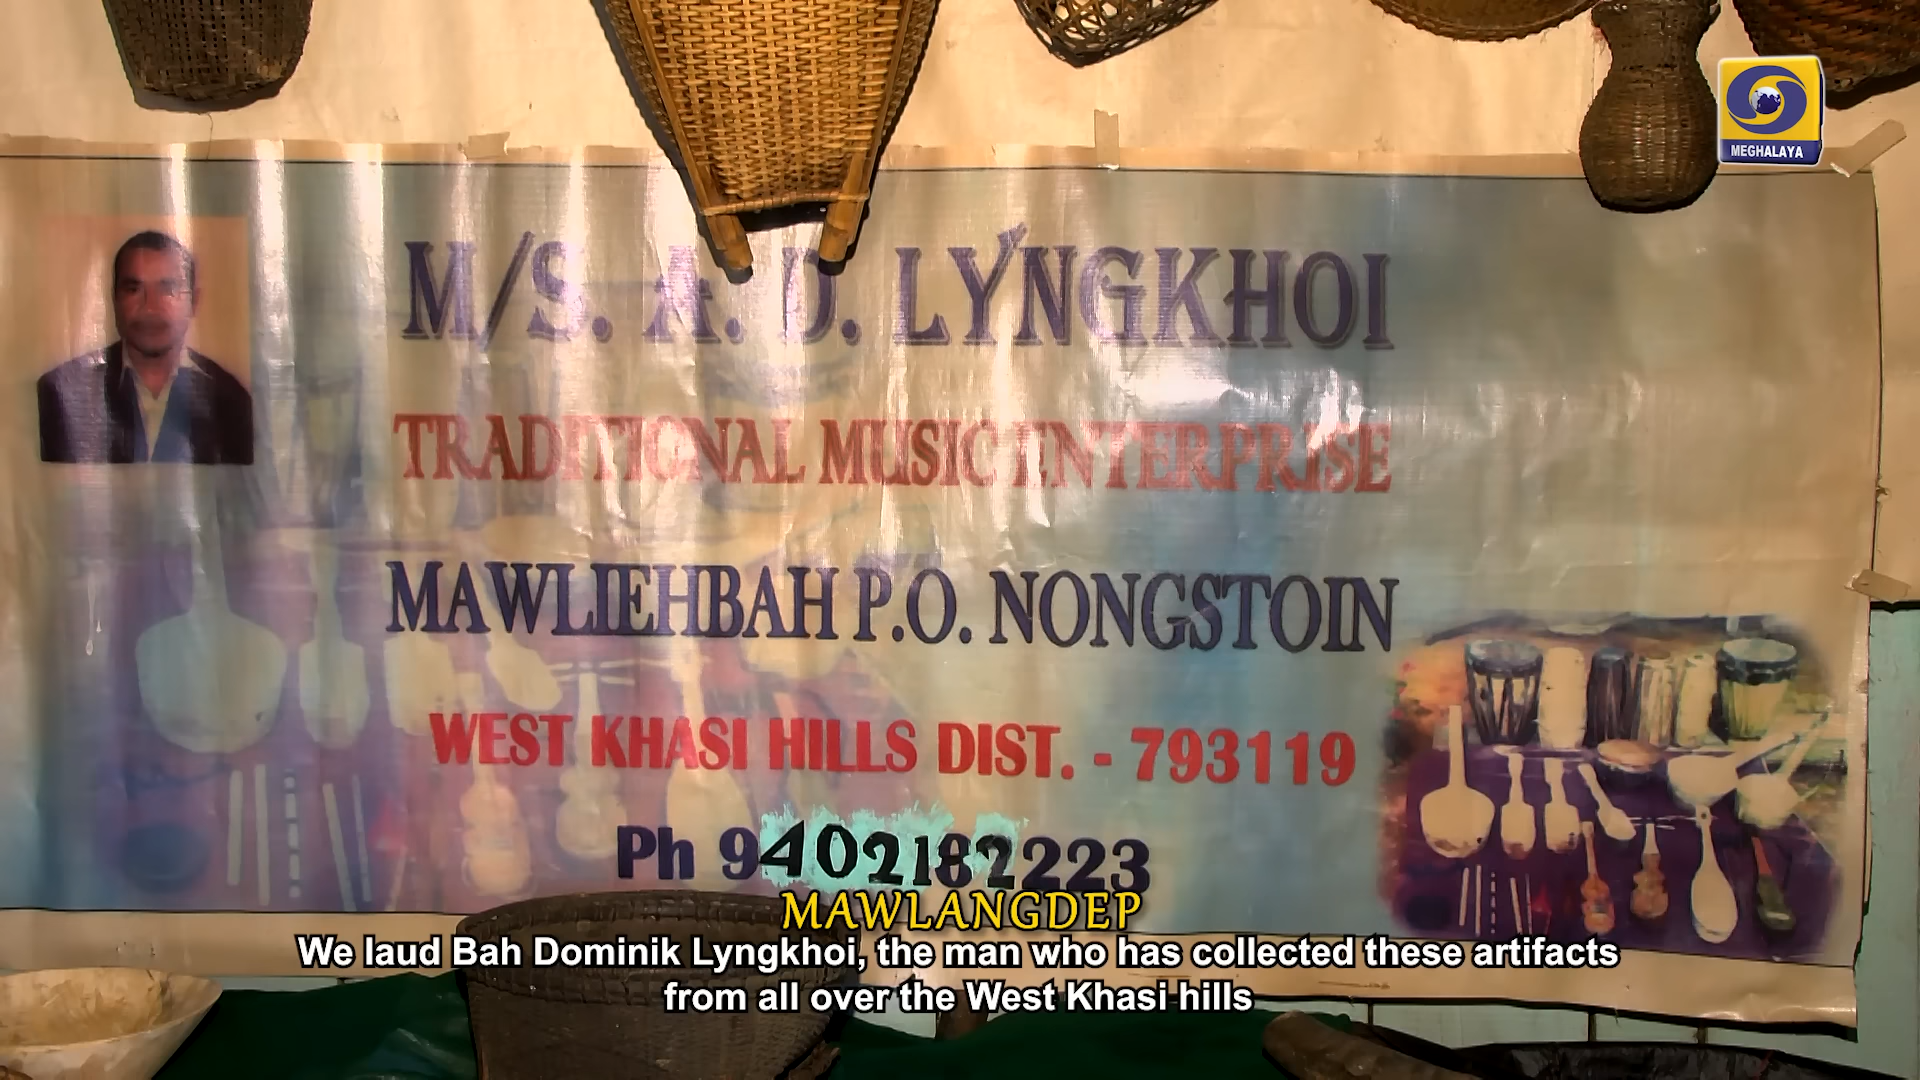 MEGHALAYA
M/S. A. D. LYNGKHOI
TRADITIONAL MUSIC ENTERPRISE
MAWLIEHBAH P.O. NONGSTOIN
WEST KHASI HILLS DIST. - 793119
Ph 9402182223
MAWLANGDEP
We laud Bah Dominik Lyngkhoi, the man who has collected these artifacts
from all over the West Khasi hills